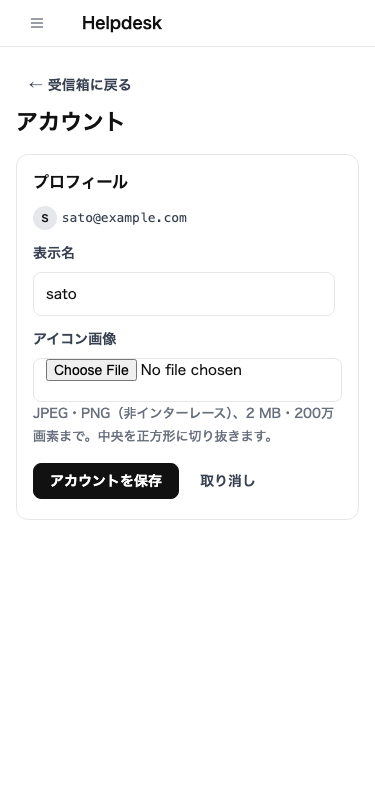 Helpdesk
← 受信箱に戻る
アカウント
プロフィール
S sato@example.com
表示名
sato
アイコン画像
Choose File No file chosen
JPEG・PNG（非インターレース）、2 MB・200万
画素まで。中央を正方形に切り抜きます。
アカウントを保存 取り消し